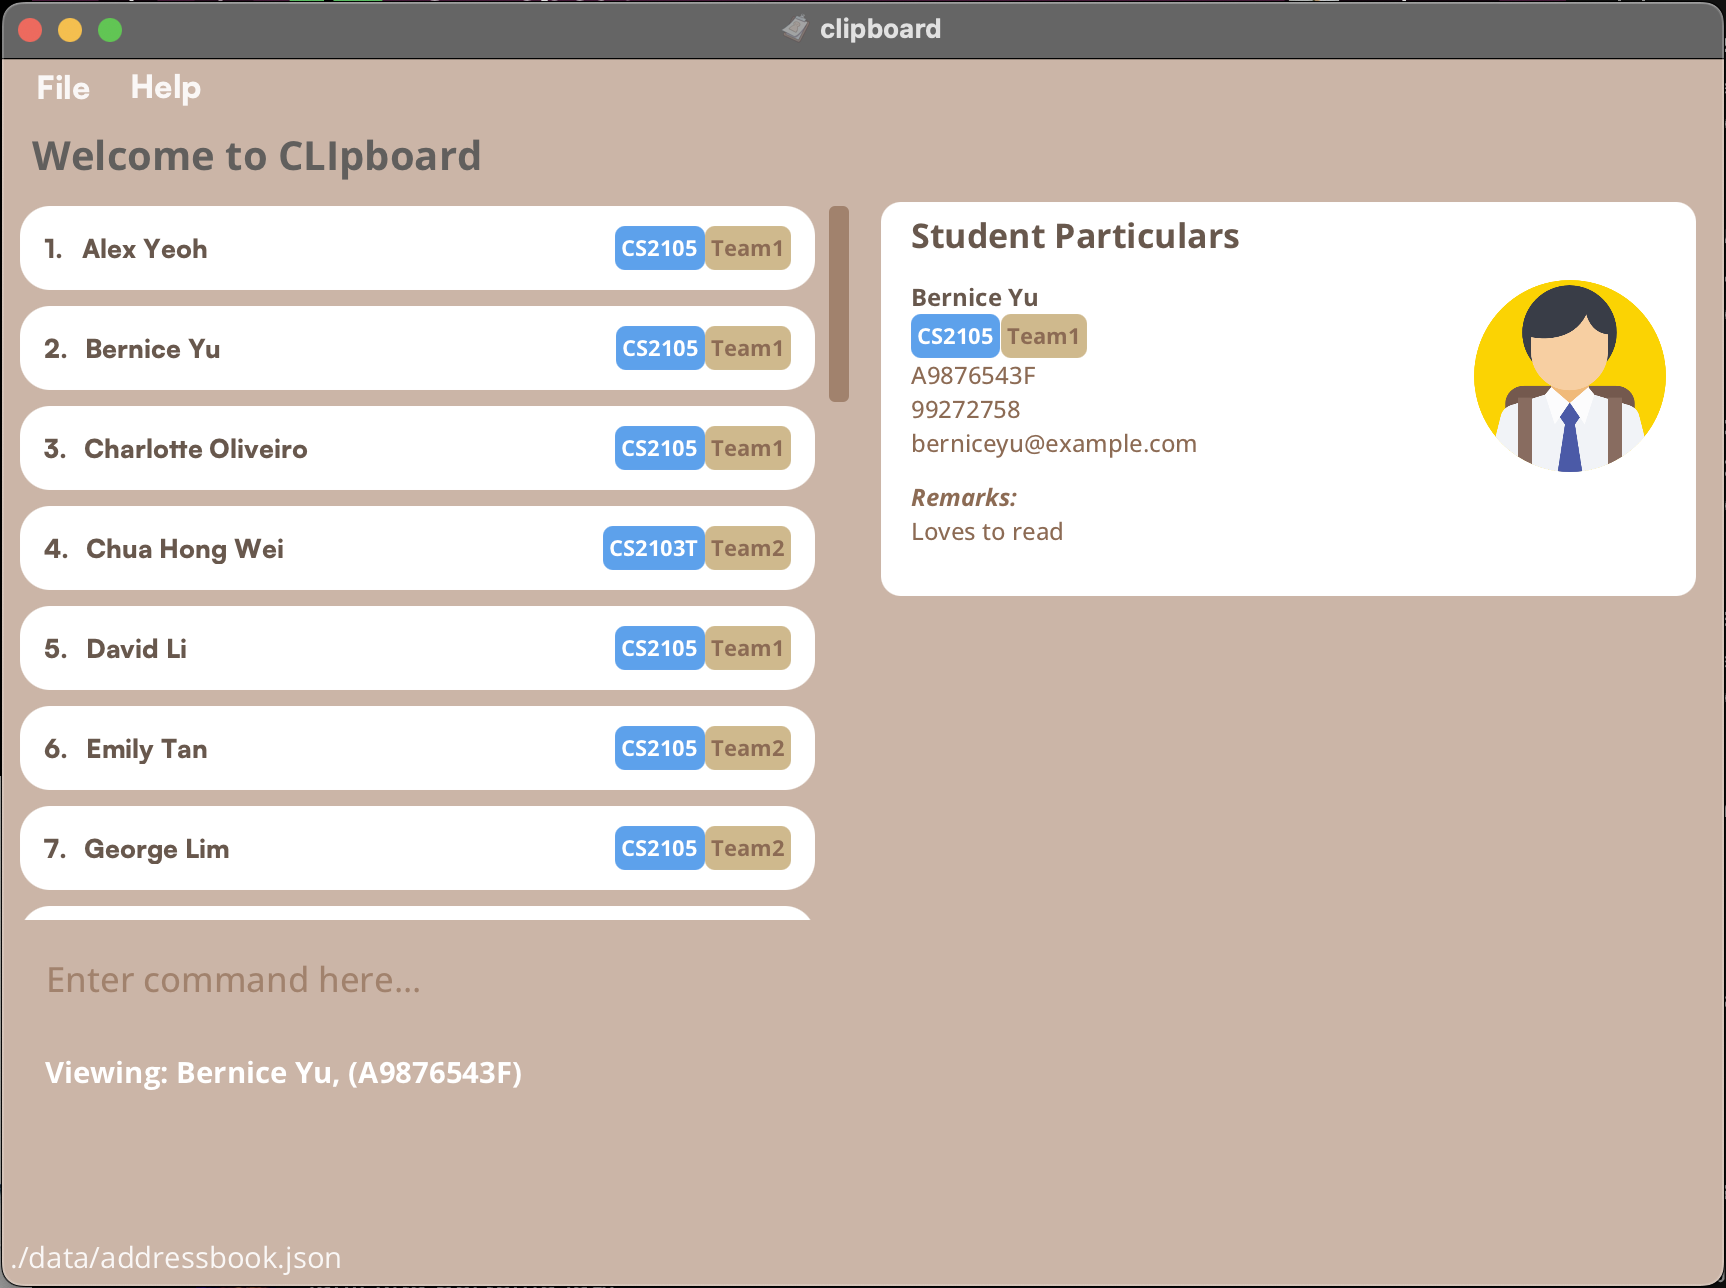 clipboard
File Help
Welcome to CLIpboard
1. Alex Yeoh CS2105 Team1
2. Bernice Yu CS2105 Team1
3. Charlotte Oliveiro CS2105 Team1
4. Chua Hong Wei CS2103T Team2
5. David Li CS2105 Team1
6. Emily Tan CS2105 Team2
7. George Lim CS2105 Team2
Student Particulars
Bernice Yu
CS2105 Team1
A9876543F
99272758
berniceyu@example.com
Remarks:
Loves to read
Enter command here...
Viewing: Bernice Yu, (A9876543F)
./data/addressbook.json